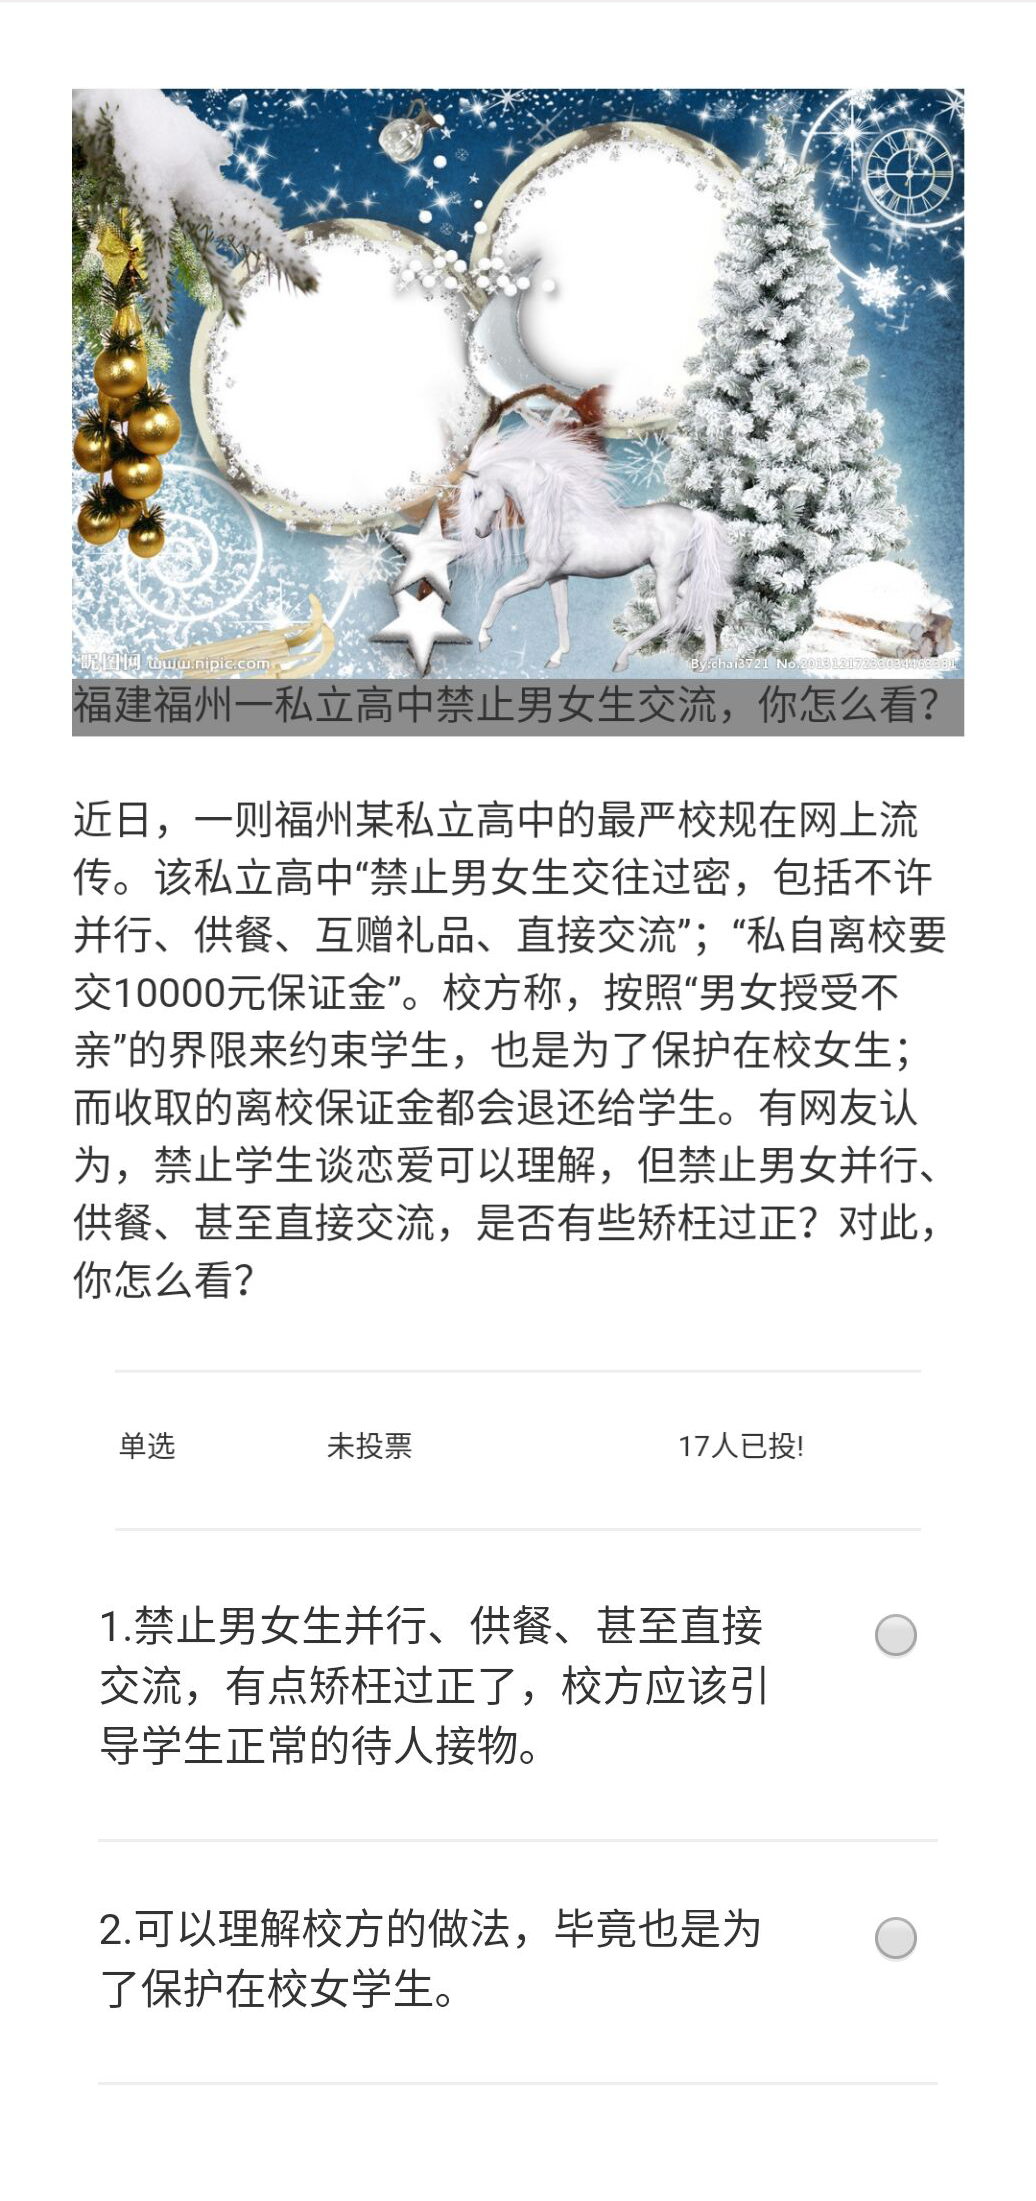 昵图网 www.nipic.com
福建福州一私立高中禁止男女生交流，你怎么看？
近日，一则福州某私立高中的最严校规在网上流
传。该私立高中“禁止男女生交往过密，包括不许
并行、供餐、互赠礼品、直接交流”；“私自离校要
交10000元保证金”。校方称，按照“男女授受不
亲”的界限来约束学生，也是为了保护在校女生；
而收取的离校保证金都会退还给学生。有网友认
为，禁止学生谈恋爱可以理解，但禁止男女并行、
供餐、甚至直接交流，是否有些矫枉过正？对此，
你怎么看？
单选 未投票 17人已投!
1.禁止男女生并行、供餐、甚至直接
交流，有点矫枉过正了，校方应该引
导学生正常的待人接物。
2.可以理解校方的做法，毕竟也是为
了保护在校女学生。